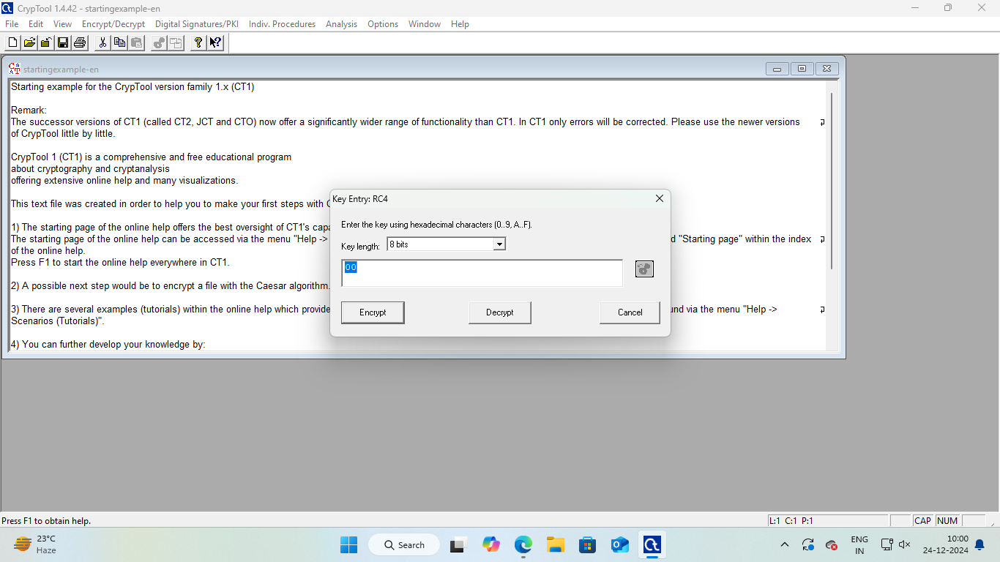 CrypTool 1.4.42 - startingexample-en
File Edit View Encrypt/Decrypt Digital Signatures/PKI Indiv. Procedures Analysis Options Window Help
startingexample-en
Starting example for the CrypTool version family 1.x (CT1)
Remark:
The successor versions of CT1 (called CT2, JCT and CTO) now offer a significantly wider range of functionality than CT1. In CT1 only errors will be corrected. Please use the newer versions
of CrypTool little by little.
CrypTool 1 (CT1) is a comprehensive and free educational program
about cryptography and cryptanalysis
offering extensive online help and many visualizations.
This text file was created in order to help you to make your first steps with
1) The starting page of the online help offers the best oversight of CT1's
The starting page of the online help can be accessed via the menu "Help -> "Starting page" within the index
of the online help.
Press F1 to start the online help everywhere in CT1.
2) A possible next step would be to encrypt a file with the Caesar algorithm.
3) There are several examples (tutorials) within the online help which provide via the menu "Help ->
Scenarios (Tutorials)".
4) You can further develop your knowledge by:
Key Entry: RC4
Enter the key using hexadecimal characters (0..9, A..F).
Key length: 8 bits
00
Encrypt Decrypt Cancel
Press F1 to obtain help.
L:1 C:1 P:1 CAP NUM
23°C
Haze
Search
ENG
IN
10:00
24-12-2024